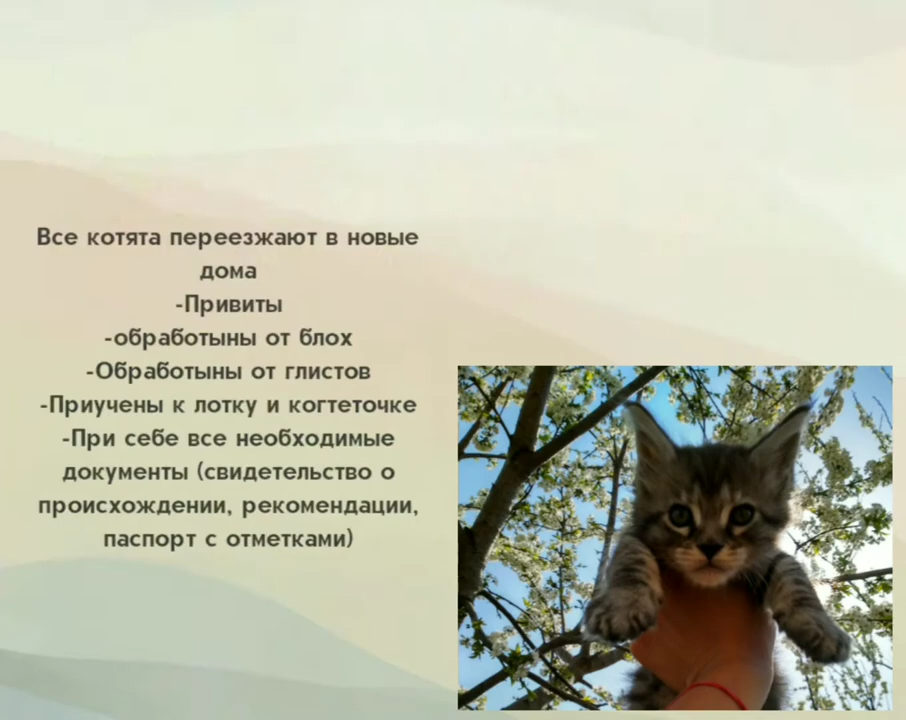 Все котята переезжают в новые
дома
-Привиты
-обработыны от блох
-Обработыны от глистов
-Приучены к лотку и когтеточке
-При себе все необходимые
документы (свидетельство о
происхождении, рекомендации,
паспорт с отметками)